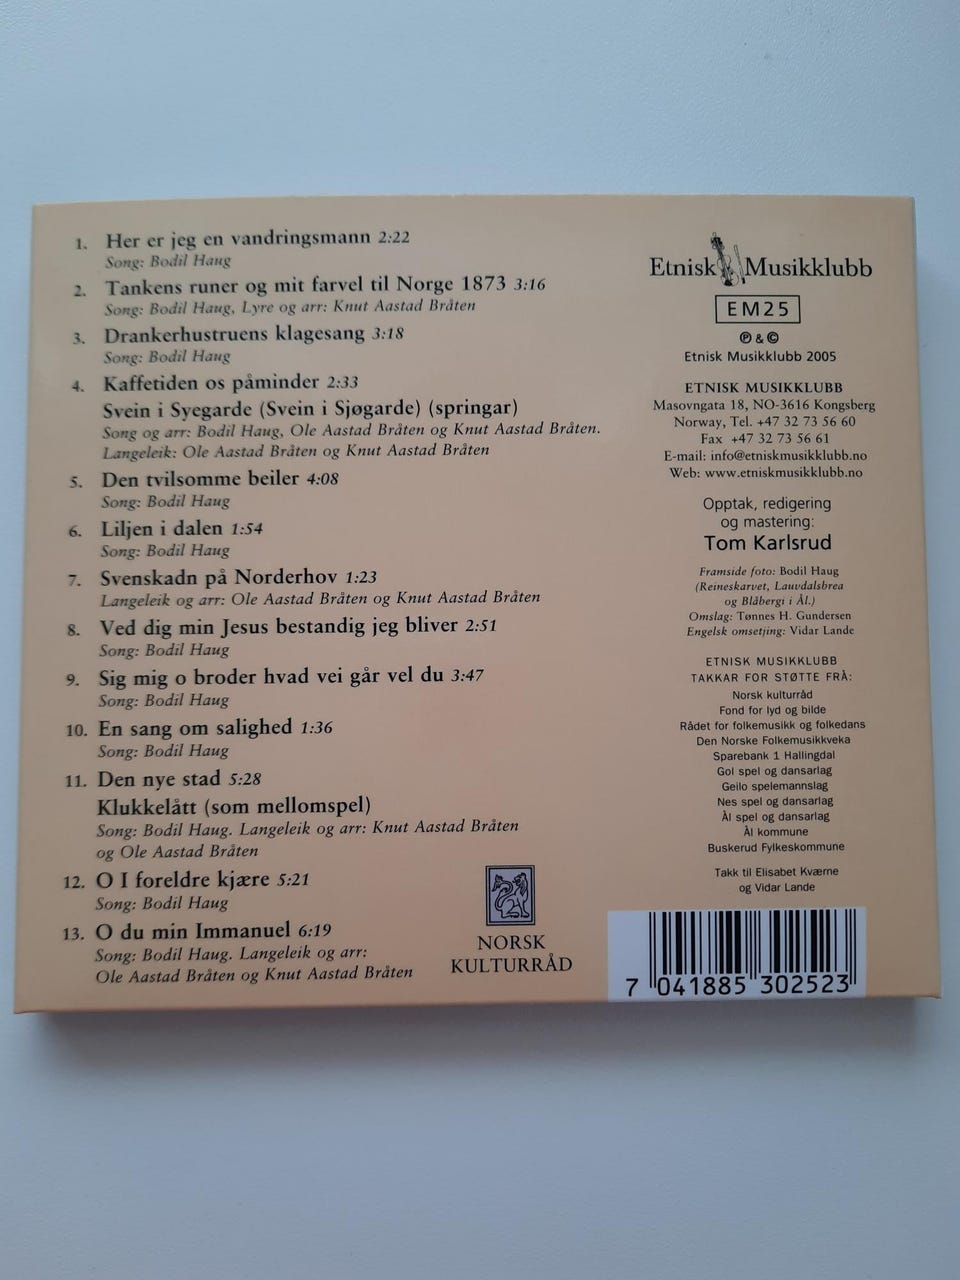 1. Her er jeg en vandringsmann 2:22
Song: Bodil Haug
2. Tankens runer og mit farvel til Norge 1873 3:16
Song: Bodil Haug, Lyre og arr: Knut Aastad Bråten
3. Drankerhustruens klagesang 3:18
Song: Bodil Haug
4. Kaffetiden os påminder 2:33
Svein i Syegarde (Svein i Sjøgarde) (springar)
Song og arr: Bodil Haug, Ole Aastad Bråten og Knut Aastad Bråten.
Langeleik: Ole Aastad Bråten og Knut Aastad Bråten
5. Den tvilsomme beiler 4:08
Song: Bodil Haug
6. Liljen i dalen 1:54
Song: Bodil Haug
7. Svenskadn på Norderhov 1:23
Langeleik og arr: Ole Aastad Bråten og Knut Aastad Bråten
8. Ved dig min Jesus bestandig jeg bliver 2:51
Song: Bodil Haug
9. Sig mig o broder hvad vei går vel du 3:47
Song: Bodil Haug
10. En sang om salighed 1:36
Song: Bodil Haug
11. Den nye stad 5:28
Klukkelått (som mellomspel)
Song: Bodil Haug. Langeleik og arr: Knut Aastad Bråten
og Ole Aastad Bråten
12. O I foreldre kjære 5:21
Song: Bodil Haug
13. O du min Immanuel 6:19
Song: Bodil Haug. Langeleik og arr:
Ole Aastad Bråten og Knut Aastad Bråten
NORSK
KULTURRÅD
Etnisk Musikklubb
EM25
℗ & ©
Etnisk Musikklubb 2005
ETNISK MUSIKKLUBB
Masovngata 18, NO-3616 Kongsberg
Norway, Tel. +47 32 73 56 60
Fax +47 32 73 56 61
E-mail: info@etniskmusikklubb.no
Web: www.etniskmusikklubb.no
Opptak, redigering
og mastering:
Tom Karlsrud
Framside foto: Bodil Haug
(Reineskarvet, Lauvdalsbrea
og Blåbergi i Ål.)
Omslag: Tønnes H. Gundersen
Engelsk omsetjing: Vidar Lande
ETNISK MUSIKKLUBB
TAKKAR FOR STØTTE FRÅ:
Norsk kulturråd
Fond for lyd og bilde
Rådet for folkemusikk og folkedans
Den Norske Folkemusikkveka
Sparebank 1 Hallingdal
Gol spel og dansarlag
Geilo spelemannslag
Nes spel og dansarlag
Ål spel og dansarlag
Ål kommune
Buskerud Fylkeskommune
Takk til Elisabet Kværne
og Vidar Lande
7 041885 302523